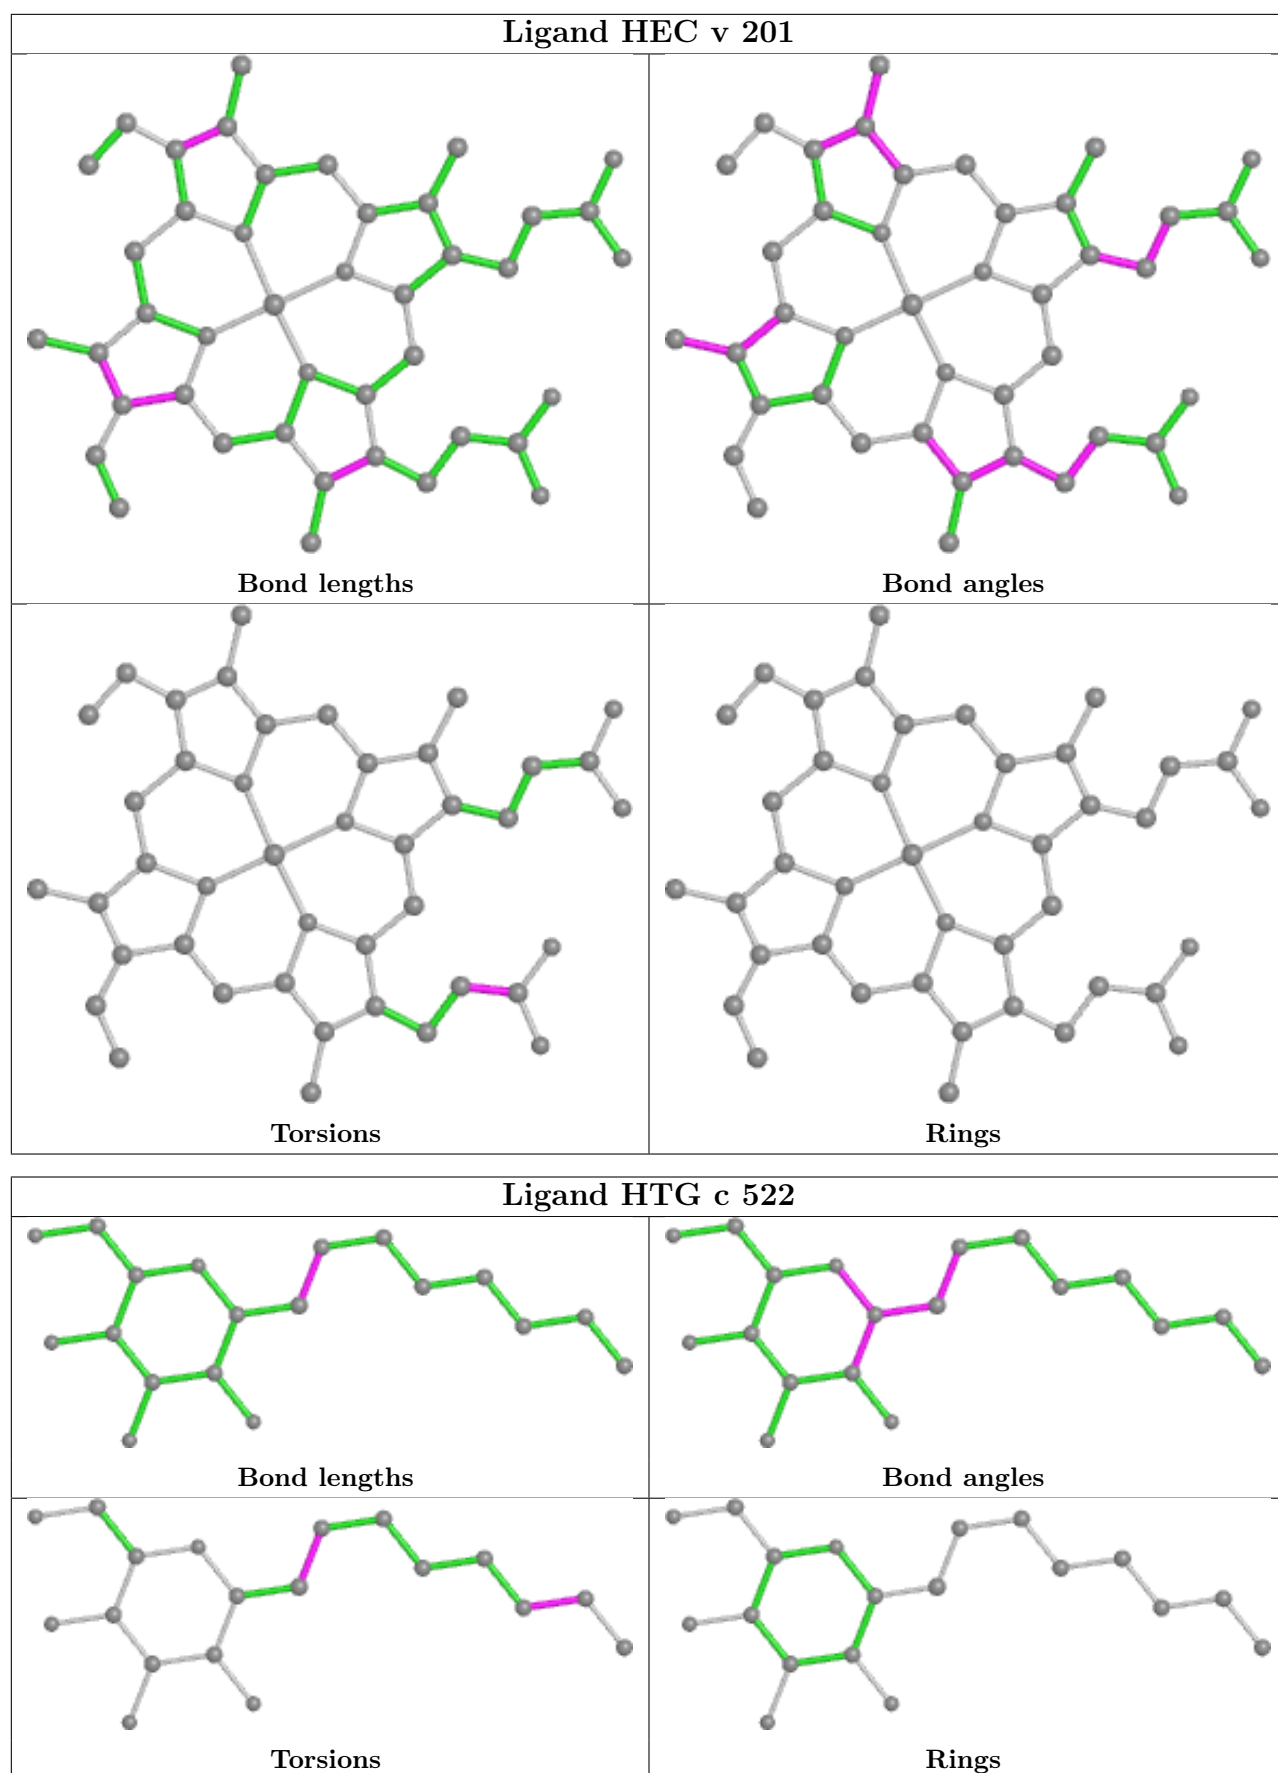 Ligand HEC v 201
Bond lengths
Bond angles
Torsions
Rings
Ligand HTG c 522
Bond lengths
Bond angles
Torsions
Rings